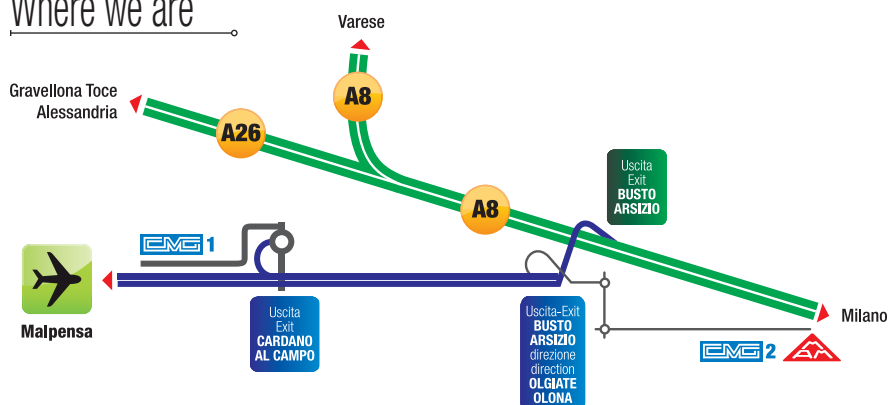 Where we are
Varese
Gravellona Toce
Alessandria
A8
A26
A8
Uscita
Exit
BUSTO
ARSIZIO
CMG 1
Malpensa
Uscita
Exit
CARDANO
AL CAMPO
Uscita-Exit
BUSTO
ARSIZIO
direzione
direction
OLGIATE
OLONA
Milano
CMG 2
MAM